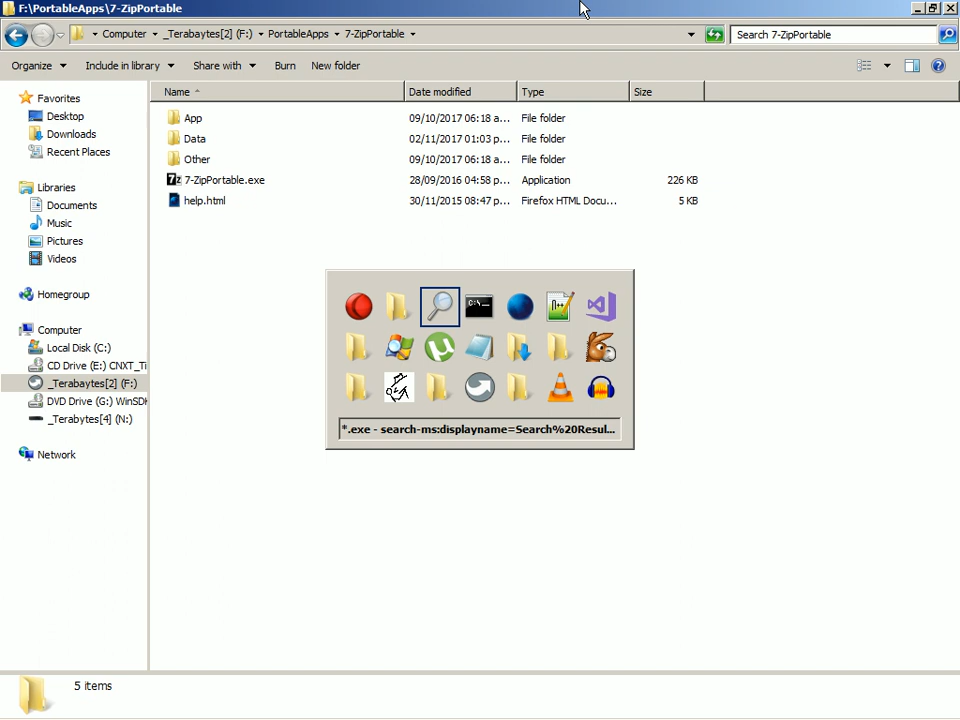 F:\PortableApps\7-ZipPortable
Computer _Terabaytes[2] (F:) PortableApps 7-ZipPortable Search 7-ZipPortable
Organize Include in library Share with Burn New folder
Name Date modified Type Size
Favorites
Desktop
Downloads
Recent Places
Libraries
Documents
Music
Pictures
Videos
Homegroup
Computer
Local Disk (C:)
CD Drive (E:) CNXT_Ti
_Terabaytes[2] (F:)
DVD Drive (G:) WinSDK
_Terabytes[4] (N:)
Network
App 09/10/2017 06:18 a... File folder
Data 02/11/2017 01:03 p... File folder
Other 09/10/2017 06:18 a... File folder
7-ZipPortable.exe 28/09/2016 04:58 p... Application 226 KB
help.html 30/11/2015 08:47 p... Firefox HTML Docu... 5 KB
*.exe - search-ms:displayname=Search%20Resul...
5 items